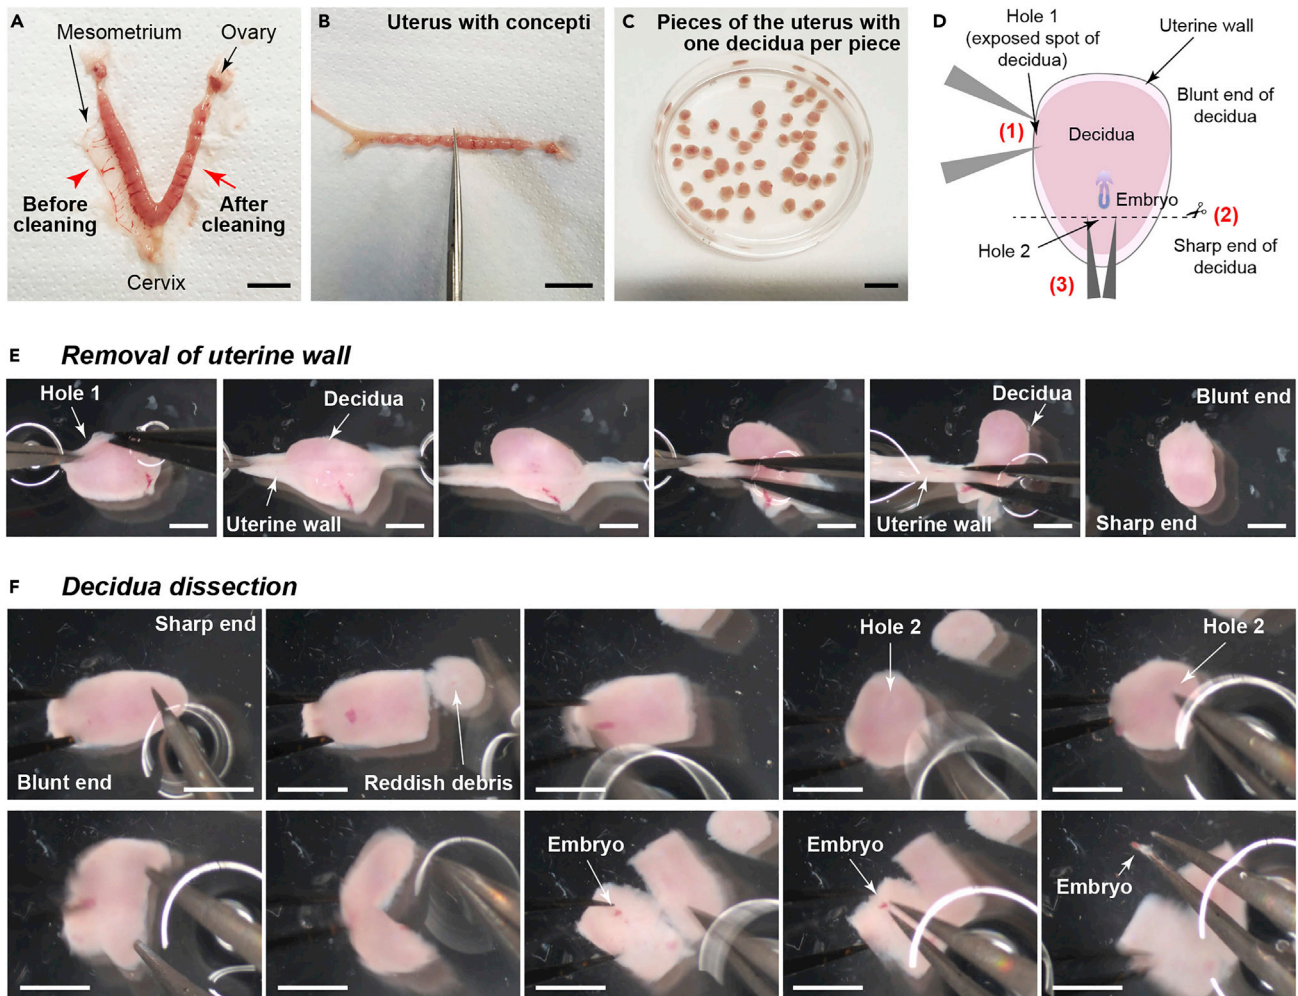 A
Mesometrium
Ovary
Before
cleaning
After
cleaning
Cervix
B
Uterus with concepti
C
Pieces of the uterus with
one decidua per piece
D
Hole 1
(exposed spot of
decidua)
Uterine wall
Blunt end of
decidua
(1)
Decidua
Embryo
(2)
Hole 2
Sharp end of
decidua
(3)
E
Removal of uterine wall
Hole 1
Decidua
Uterine wall
Decidua
Uterine wall
Blunt end
Sharp end
F
Decidua dissection
Sharp end
Blunt end
Reddish debris
Hole 2
Hole 2
Embryo
Embryo
Embryo